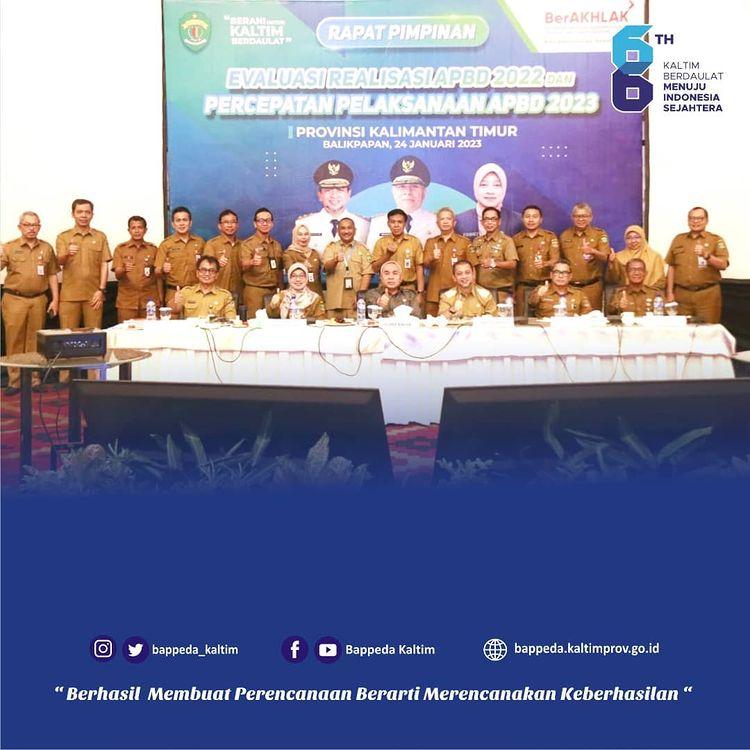 "BERANI UNTUK
KALTIM
BERDAULAT"
RAPAT PIMPINAN
BerAKHLAK
EVALUASI REALISASI APBD 2022 DAN
PERCEPATAN PELAKSANAAN APBD 2023
PROVINSI KALIMANTAN TIMUR
BALIKPAPAN, 24 JANUARI 2023
66TH
KALTIM
BERDAULAT
MENUJU
INDONESIA
SEJAHTERA
bappeda_kaltim
Bappeda Kaltim
bappeda.kaltimprov.go.id
“ Berhasil Membuat Perencanaan Berarti Merencanakan Keberhasilan “